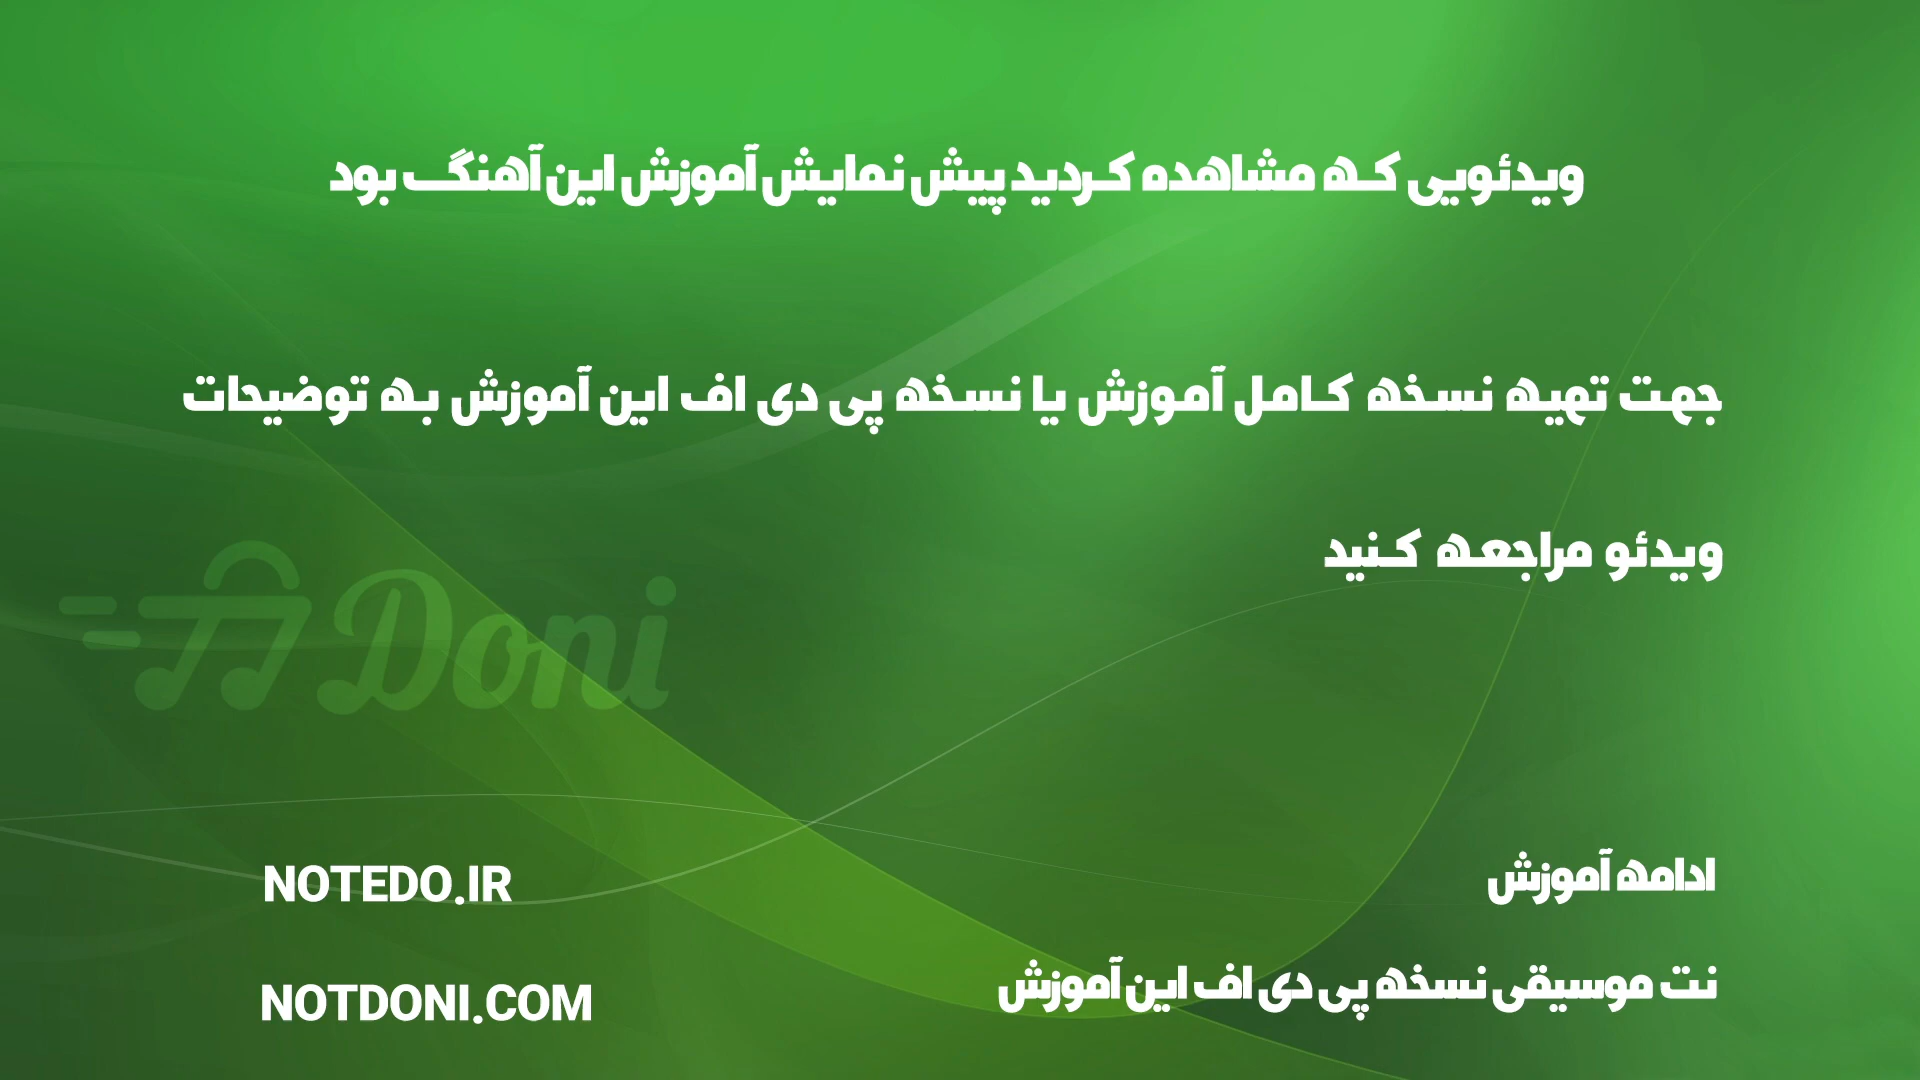 ویدئویی که مشاهده کردید پیش نمایش آموزش این آهنگ بود
جهت تهیه نسخه کامل آموزش یا نسخه پی دی اف این آموزش به توضیحات
ویدئو مراجعه کنید
Doni
ادامه آموزش
NOTEDO.IR
نت موسیقی نسخه پی دی اف این آموزش
NOTDONI.COM